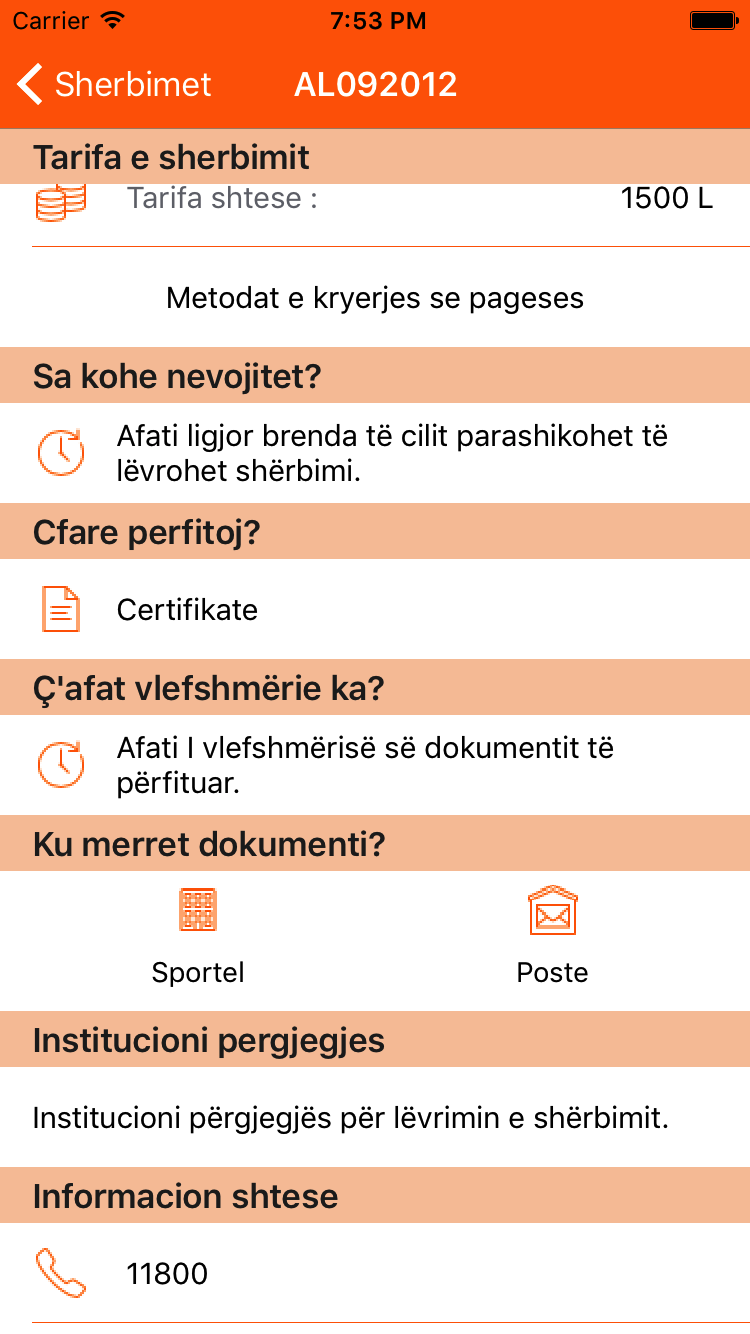 Carrier 7:53 PM
Sherbimet AL092012
Tarifa e sherbimit
Tarifa shtese : 1500 L
Metodat e kryerjes se pageses
Sa kohe nevojitet?
Afati ligjor brenda të cilit parashikohet të
lëvrohet shërbimi.
Cfare perfitoj?
Certifikate
Ç'afat vlefshmërie ka?
Afati I vlefshmërisë së dokumentit të
përfituar.
Ku merret dokumenti?
Sportel Poste
Institucioni pergjegjes
Institucioni përgjegjës për lëvrimin e shërbimit.
Informacion shtese
11800